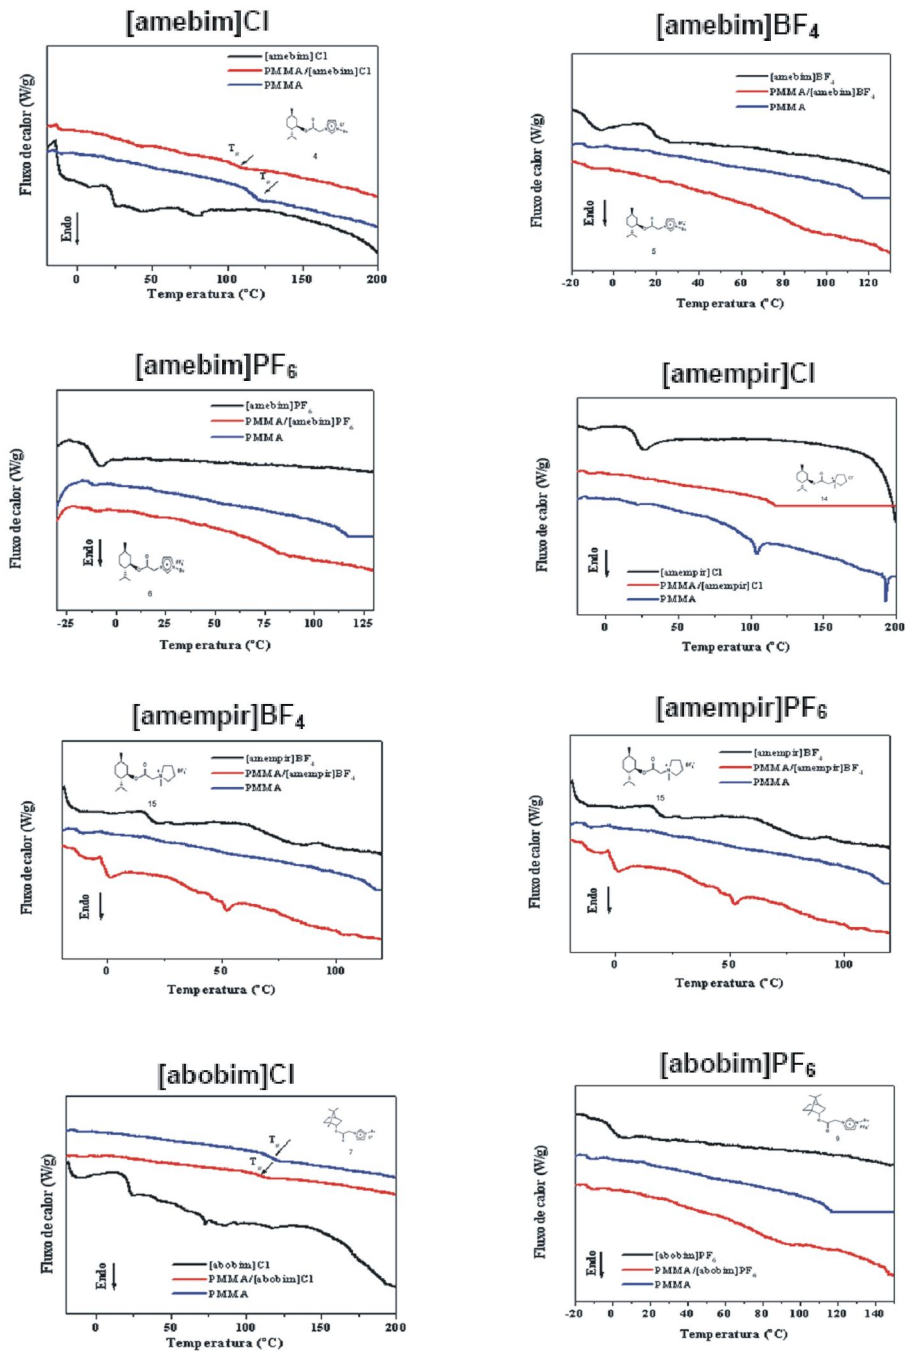 [amebim]Cl
[amebim]Cl
PMMA/[amebim]Cl
PMMA
Fluxo de calor (W/g)
Endo
4
Tg
Tg
0 50 100 150 200
Temperatura (°C)
[amebim]BF4
[amebim]BF4
PMMA/[amebim]BF4
PMMA
Fluxo de calor (W/g)
Endo
5
-20 0 20 40 60 80 100 120
Temperatura (°C)
[amebim]PF6
[amebim]PF6
PMMA/[amebim]PF6
PMMA
Fluxo de calor (W/g)
Endo
6
-25 0 25 50 75 100 125
Temperatura (°C)
[amempir]Cl
Fluxo de calor (W/g)
14
Endo
[amempir]Cl
PMMA/[amempir]Cl
PMMA
0 50 100 150 200
Temperatura (°C)
[amempir]BF4
[amempir]BF4
PMMA/[amempir]BF4
PMMA
15
Fluxo de calor (W/g)
Endo
0 50 100
Temperatura (°C)
[amempir]PF6
[amempir]BF4
PMMA/[amempir]BF4
PMMA
15
Fluxo de calor (W/g)
Endo
0 50 100
Temperatura (°C)
[abobim]Cl
7
Tg
Tg
Fluxo de calor (W/g)
Endo
[abobim]Cl
PMMA/[abobim]Cl
PMMA
0 50 100 150 200
Temperatura (°C)
[abobim]PF6
9
Fluxo de calor (W/g)
Endo
[abobim]PF6
PMMA/[abobim]PF6
PMMA
-20 0 20 40 60 80 100 120 140
Temperatura (°C)